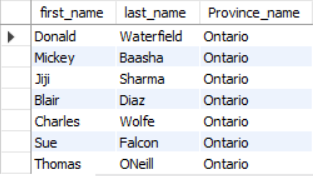 first_name last_name Province_name
Donald Waterfield Ontario
Mickey Baasha Ontario
Jiji Sharma Ontario
Blair Diaz Ontario
Charles Wolfe Ontario
Sue Falcon Ontario
Thomas ONeill Ontario